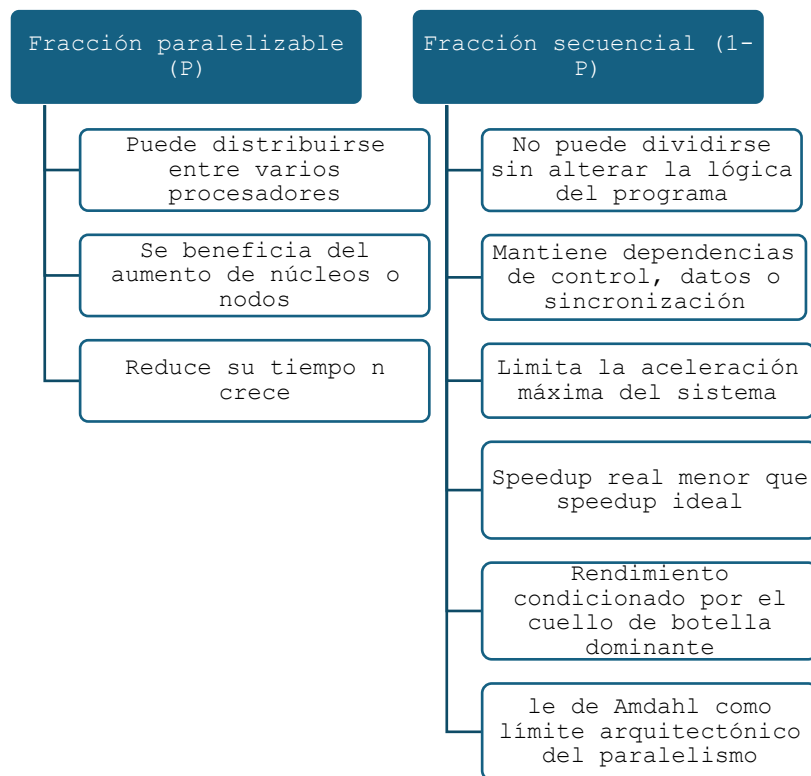 Fracción paralelizable
(P)
Puede distribuirse
entre varios
procesadores
Se beneficia del
aumento de núcleos o
nodos
Reduce su tiempo n
crece
Fracción secuencial (1-
P)
No puede dividirse
sin alterar la lógica
del programa
Mantiene dependencias
de control, datos o
sincronización
Limita la aceleración
máxima del sistema
Speedup real menor que
speedup ideal
Rendimiento
condicionado por el
cuello de botella
dominante
le de Amdahl como
límite arquitectónico
del paralelismo